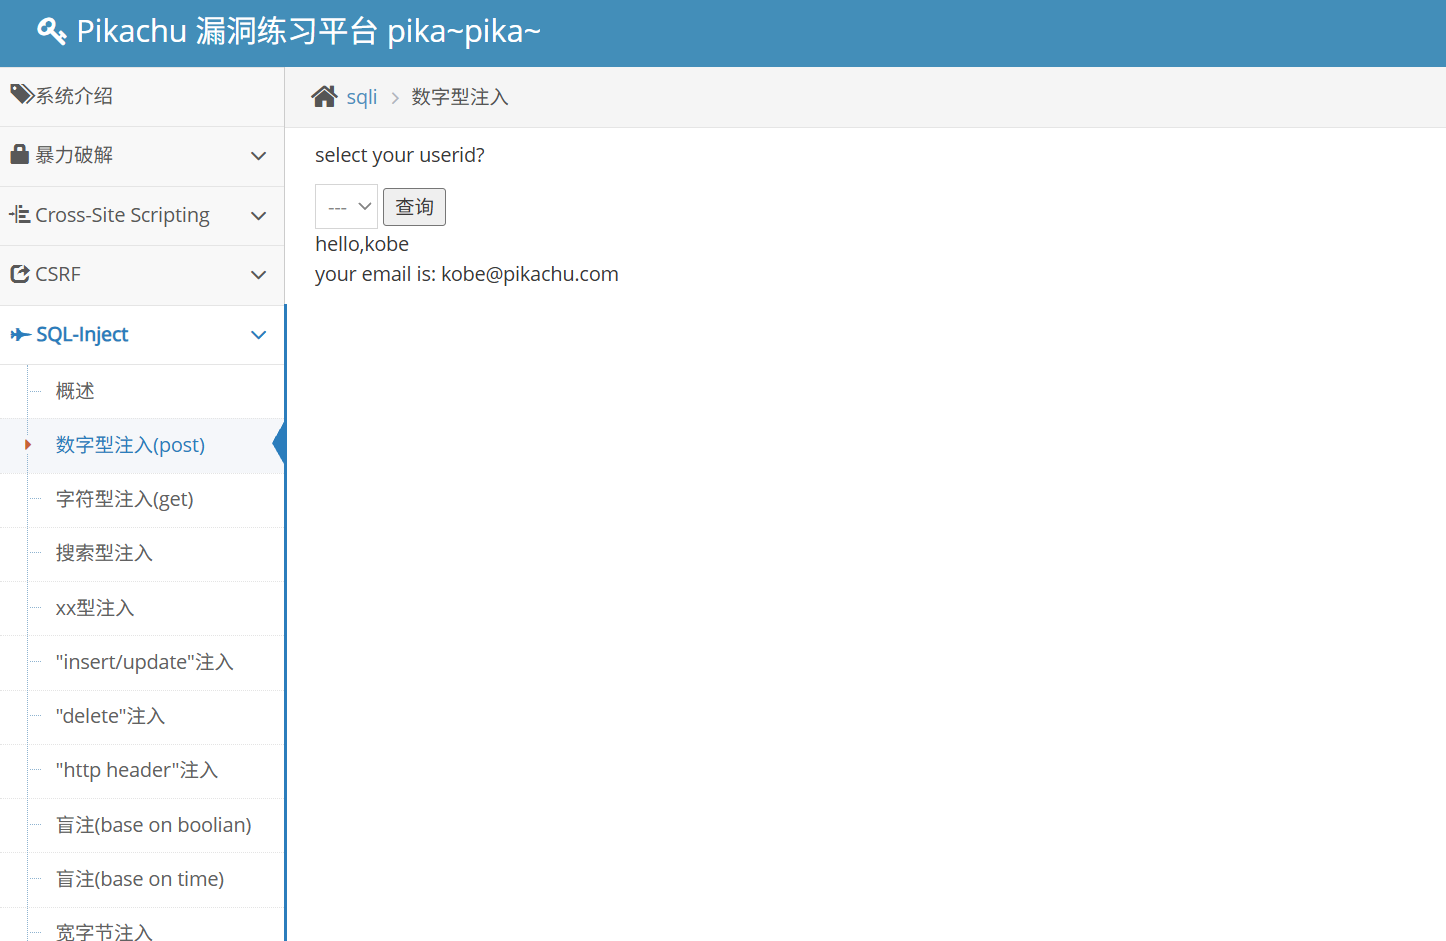 Pikachu 漏洞练习平台 pika~pika~
系统介绍
暴力破解
Cross-Site Scripting
CSRF
SQL-Inject
概述
数字型注入(post)
字符型注入(get)
搜索型注入
xx型注入
"insert/update"注入
"delete"注入
"http header"注入
盲注(base on boolian)
盲注(base on time)
宽字节注入
sqli > 数字型注入
select your userid?
--- 查询
hello,kobe
your email is: kobe@pikachu.com